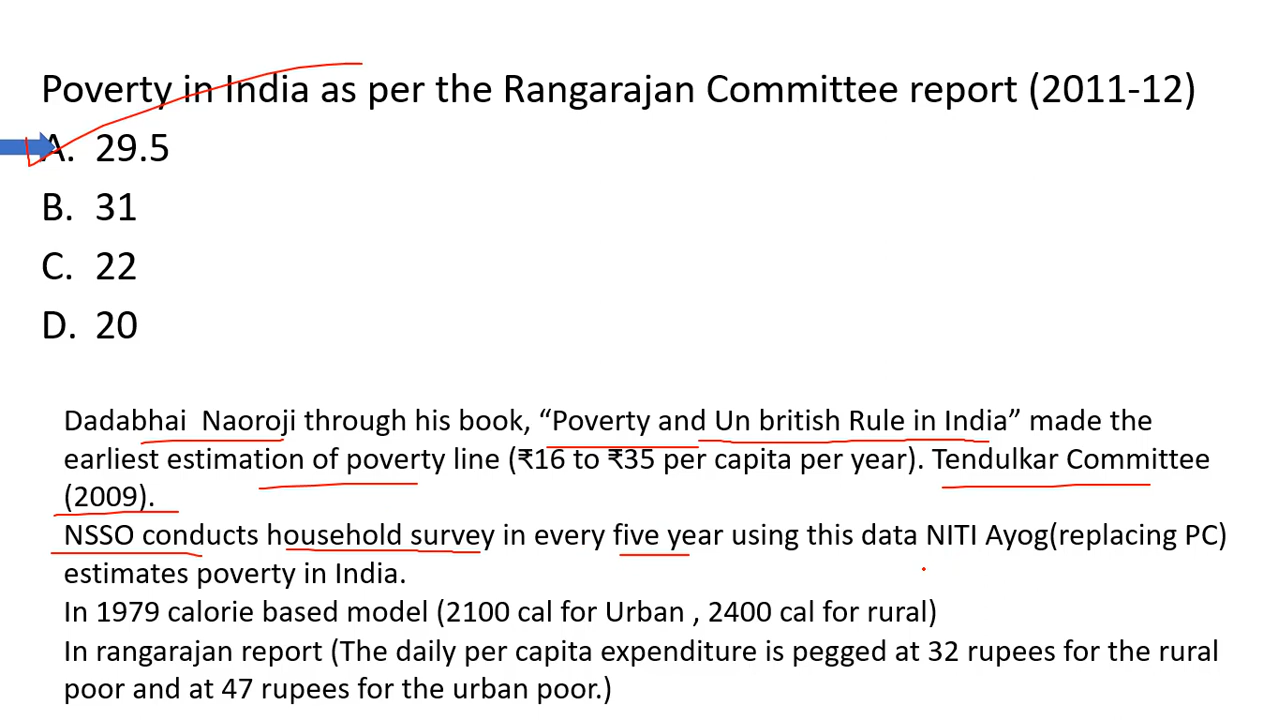 Poverty in India as per the Rangarajan Committee report (2011-12)
A. 29.5
B. 31
C. 22
D. 20
Dadabhai Naoroji through his book, “Poverty and Un british Rule in India” made the
earliest estimation of poverty line (₹16 to ₹35 per capita per year). Tendulkar Committee
(2009).
NSSO conducts household survey in every five year using this data NITI Ayog(replacing PC)
estimates poverty in India.
In 1979 calorie based model (2100 cal for Urban , 2400 cal for rural)
In rangarajan report (The daily per capita expenditure is pegged at 32 rupees for the rural
poor and at 47 rupees for the urban poor.)